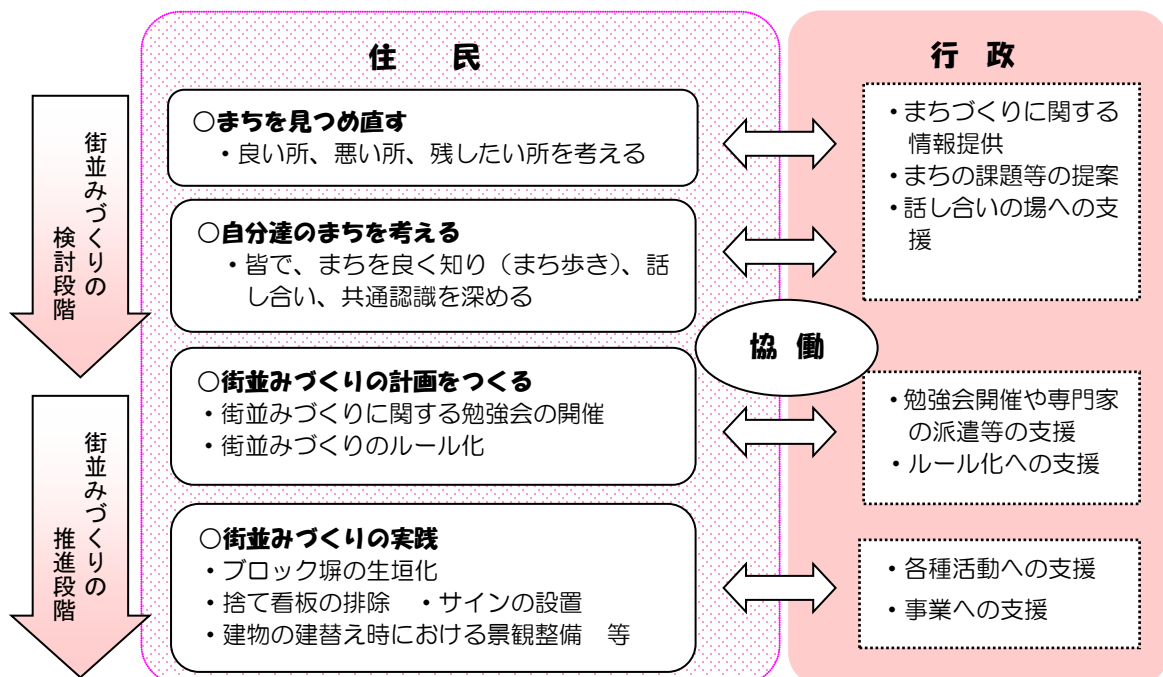 住　民
行　政
街並みづくりの
検討段階
○まちを見つめ直す
・良い所、悪い所、残したい所を考える
・まちづくりに関する
情報提供
・まちの課題等の提案
・話し合いの場への支
援
○自分達のまちを考える
・皆で、まちを良く知り（まち歩き）、話
し合い、共通認識を深める
協 働
街並みづくりの
推進段階
○街並みづくりの計画をつくる
・街並みづくりに関する勉強会の開催
・街並みづくりのルール化
・勉強会開催や専門家
の派遣等の支援
・ルール化への支援
○街並みづくりの実践
・ブロック塀の生垣化
・捨て看板の排除　・サインの設置
・建物の建替え時における景観整備　等
・各種活動への支援
・事業への支援